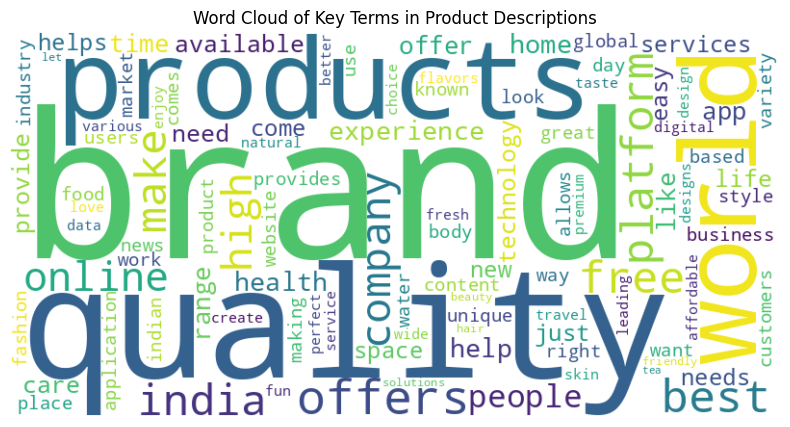 Word Cloud of Key Terms in Product Descriptions
helps
time
available
offer
home
global
services
let
industry
market
products
better
use
choice
flavors
known
look
day
taste
platform
easy
design
app
digital
variety
various
users
enjoy
comes
need
come
natural
experience
technology
great
world
provide
make
brand
food
love
data
news
work
product
high
website
provides
company
fresh
body
allows
premium
like
designs
based
life
style
business
online
range
health
new
way
free
quality
content
beauty
water
unique
travel
leading
affordable
customers
fashion
application
indian
create
making
perfect
service
wide
hair
space
help
just
right
want
friendly
tea
skin
needs
care
place
india
fun
offers
solutions
people
best